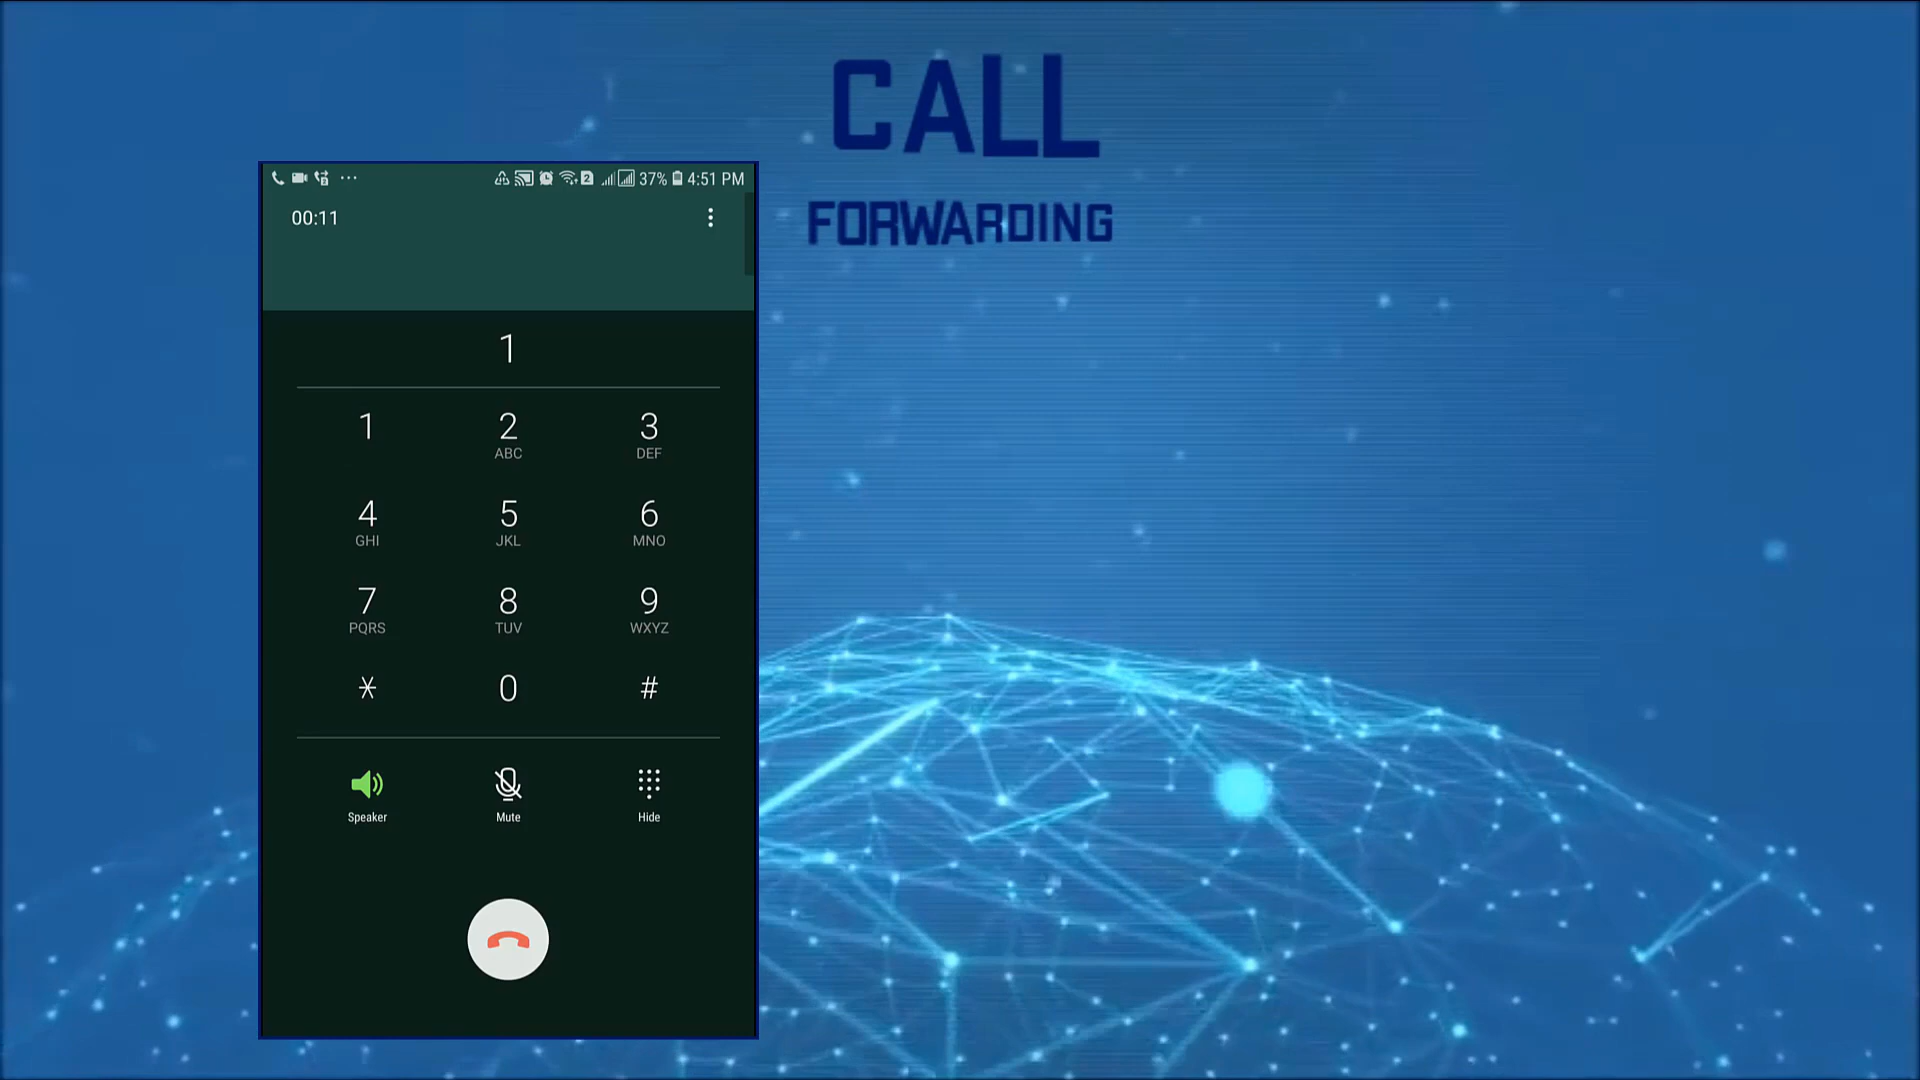 CALL
FORWARDING
2 37% 4:51 PM
00:11
1
1 2 3
ABC DEF
4 5 6
GHI JKL MNO
7 8 9
PQRS TUV WXYZ
* 0 #
Speaker Mute Hide